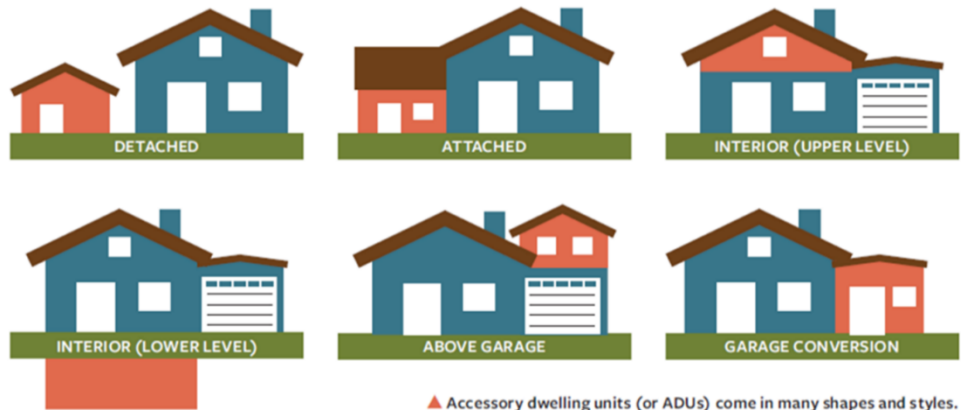 DETACHED
ATTACHED
INTERIOR (UPPER LEVEL)
INTERIOR (LOWER LEVEL)
ABOVE GARAGE
GARAGE CONVERSION
▲ Accessory dwelling units (or ADUs) come in many shapes and styles.